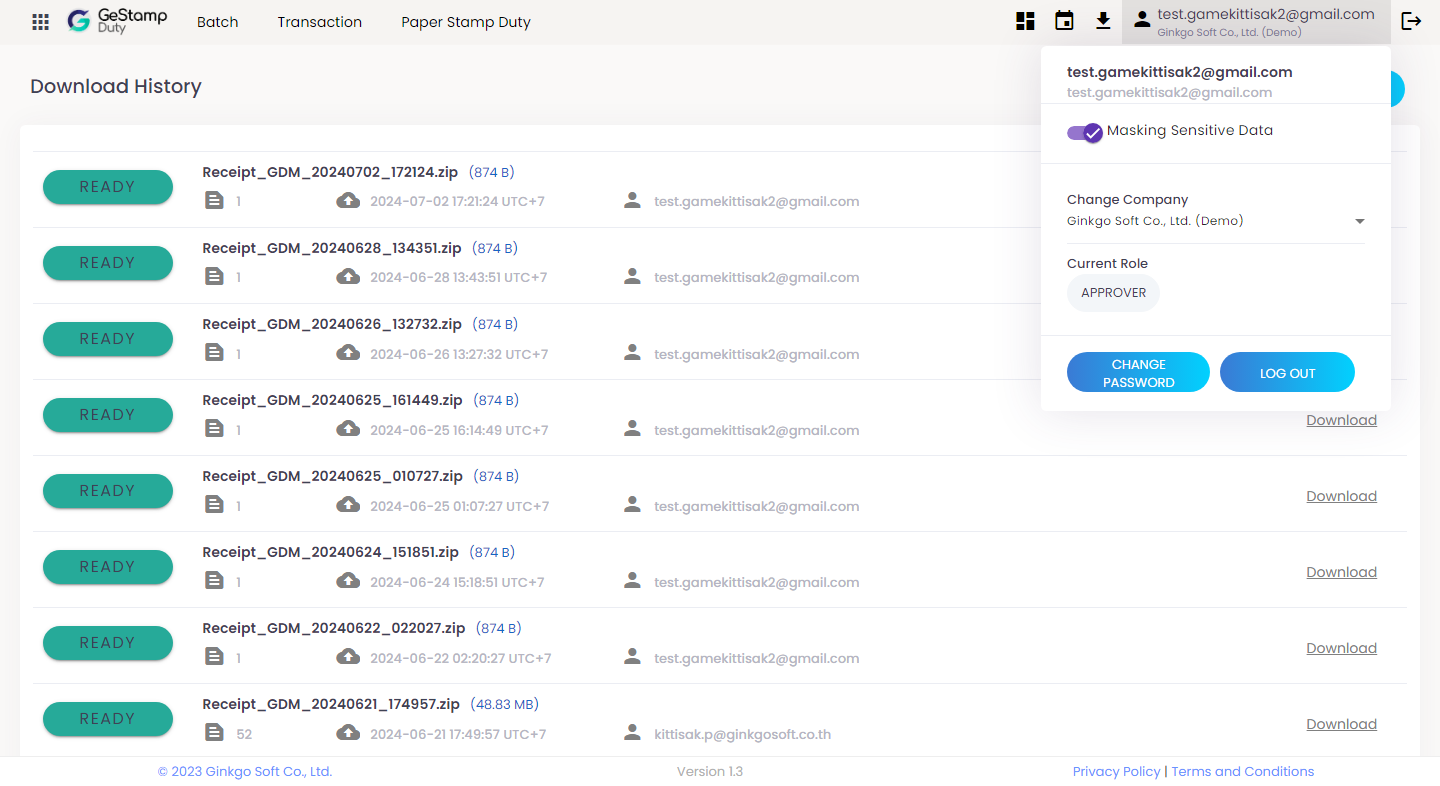 GeStamp
Duty
Batch
Transaction
Paper Stamp Duty
test.gamekittisak2@gmail.com
Ginkgo Soft Co., Ltd. (Demo)
Download History
test.gamekittisak2@gmail.com
test.gamekittisak2@gmail.com
Masking Sensitive Data
Change Company
Ginkgo Soft Co., Ltd. (Demo)
Current Role
APPROVER
CHANGE
PASSWORD
LOG OUT
READY
Receipt_GDM_20240702_172124.zip (874 B)
1 2024-07-02 17:21:24 UTC+7 test.gamekittisak2@gmail.com
READY
Receipt_GDM_20240628_134351.zip (874 B)
1 2024-06-28 13:43:51 UTC+7 test.gamekittisak2@gmail.com
READY
Receipt_GDM_20240626_132732.zip (874 B)
1 2024-06-26 13:27:32 UTC+7 test.gamekittisak2@gmail.com
READY
Receipt_GDM_20240625_161449.zip (874 B)
1 2024-06-25 16:14:49 UTC+7 test.gamekittisak2@gmail.com
Download
READY
Receipt_GDM_20240625_010727.zip (874 B)
1 2024-06-25 01:07:27 UTC+7 test.gamekittisak2@gmail.com
Download
READY
Receipt_GDM_20240624_151851.zip (874 B)
1 2024-06-24 15:18:51 UTC+7 test.gamekittisak2@gmail.com
Download
READY
Receipt_GDM_20240622_022027.zip (874 B)
1 2024-06-22 02:20:27 UTC+7 test.gamekittisak2@gmail.com
Download
READY
Receipt_GDM_20240621_174957.zip (48.83 MB)
52 2024-06-21 17:49:57 UTC+7 kittisak.p@ginkgosoft.co.th
Download
© 2023 Ginkgo Soft Co., Ltd.
Version 1.3
Privacy Policy | Terms and Conditions